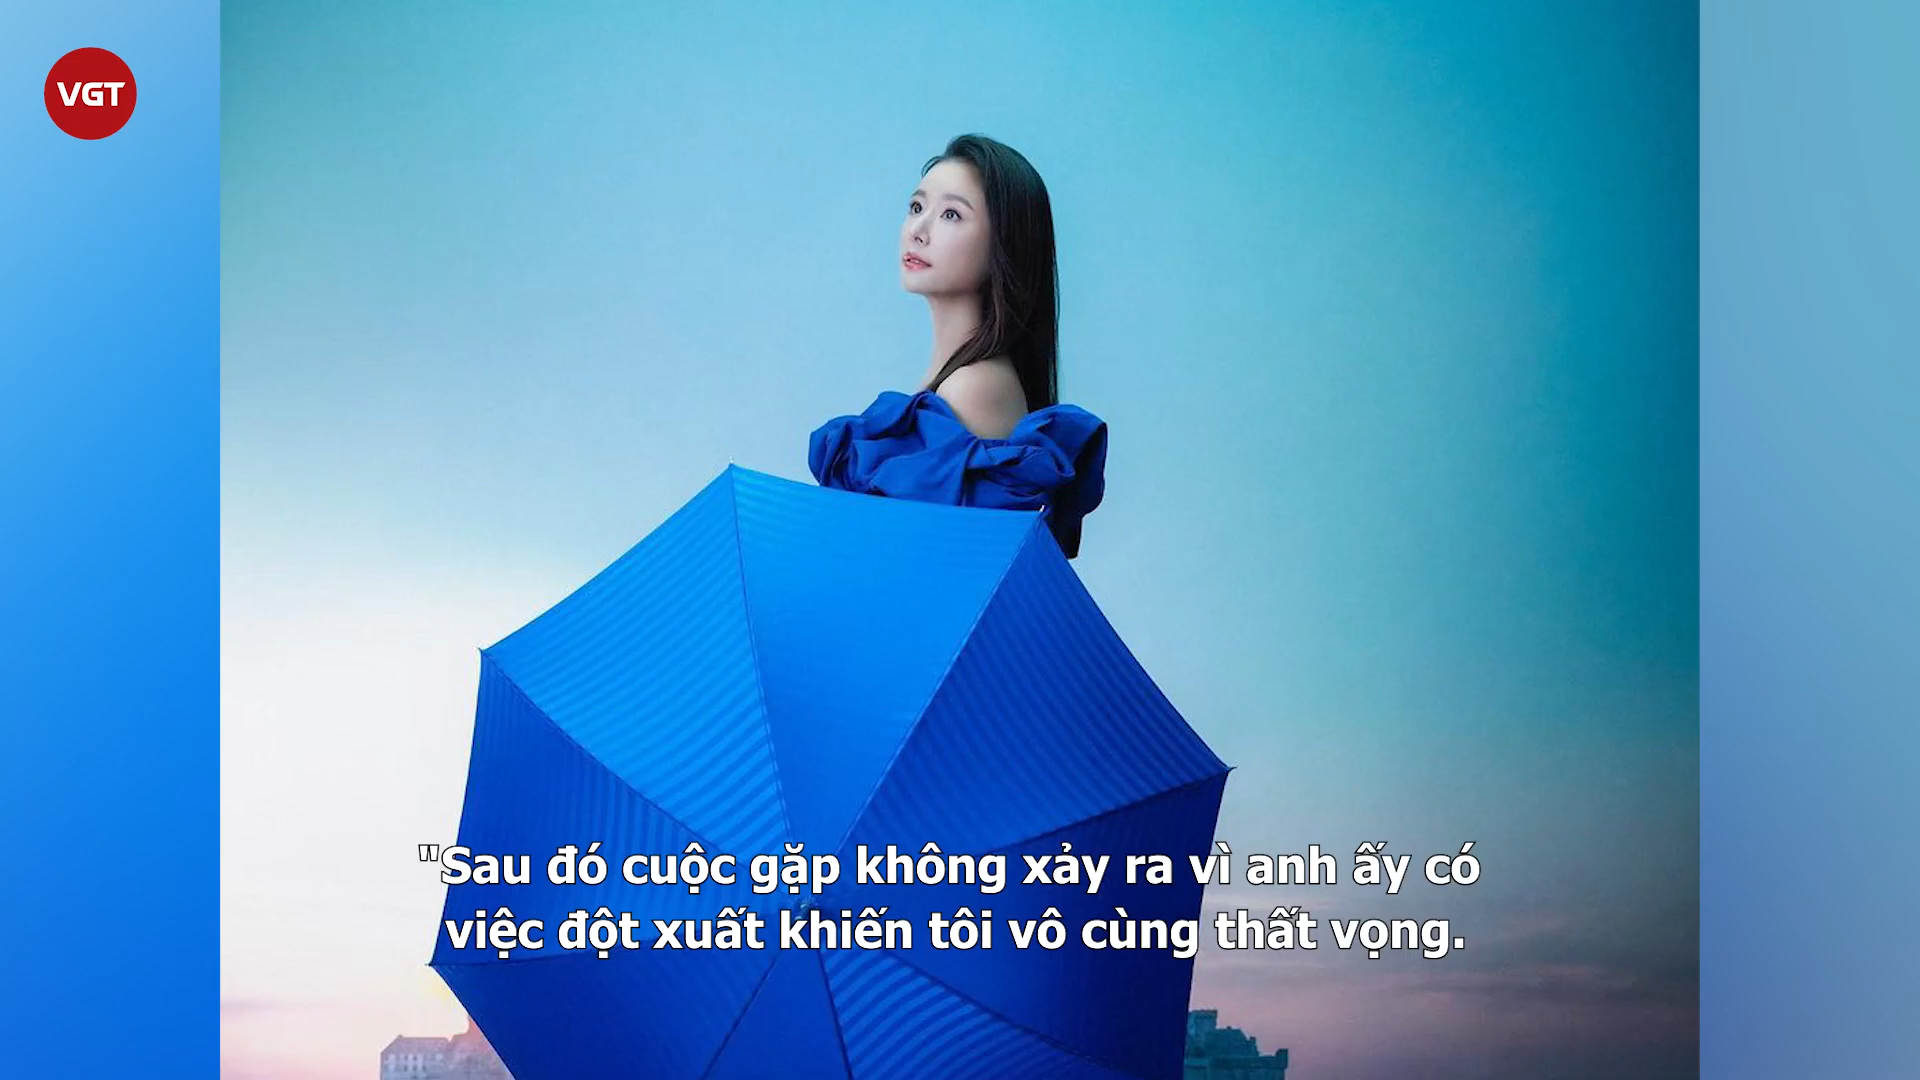 VGT
"Sau đó cuộc gặp không xảy ra vì anh ấy có
việc đột xuất khiến tôi vô cùng thất vọng.